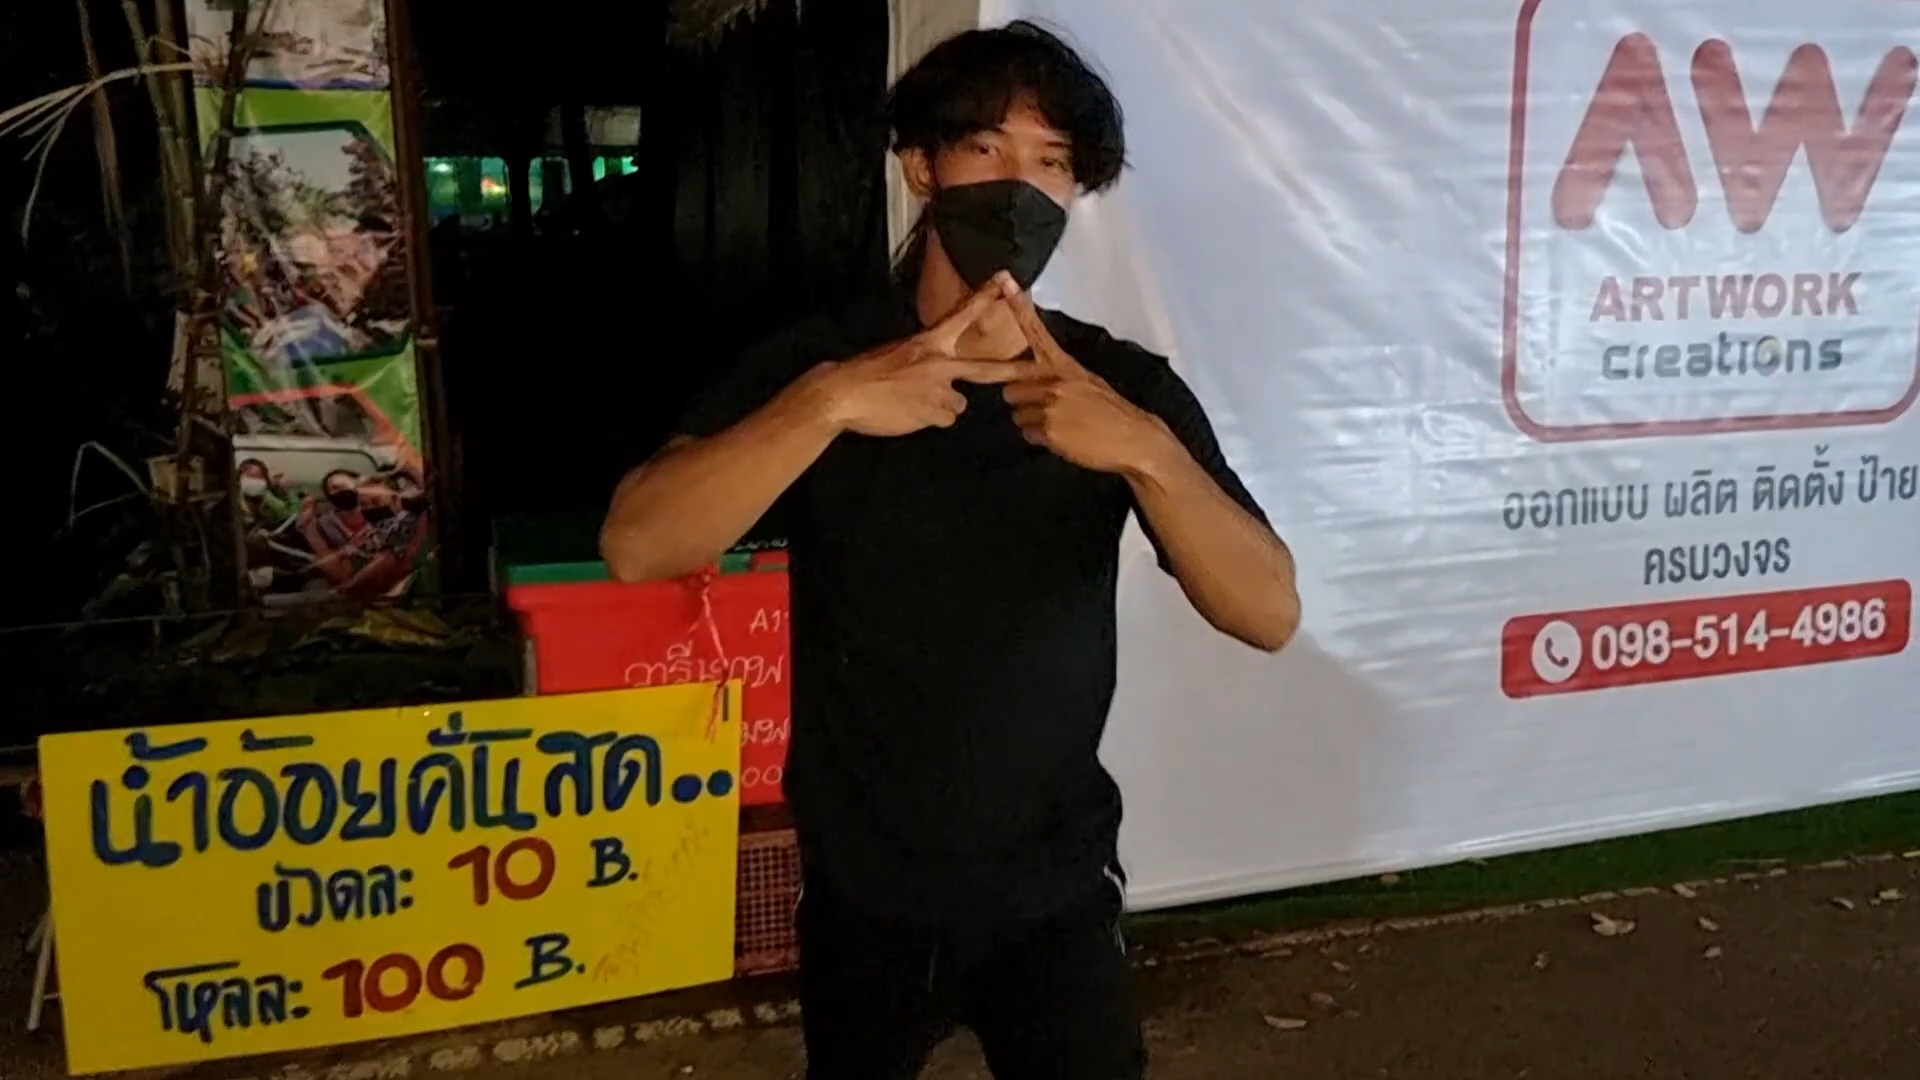 AW
ARTWORK
creations
ออกแบบ ผลิต ติดตั้ง ป้าย
ครบวงจร
098-514-4986
น้ำอ้อยคั้นสด..
ขวดละ 10 B.
โหลละ 100 B.